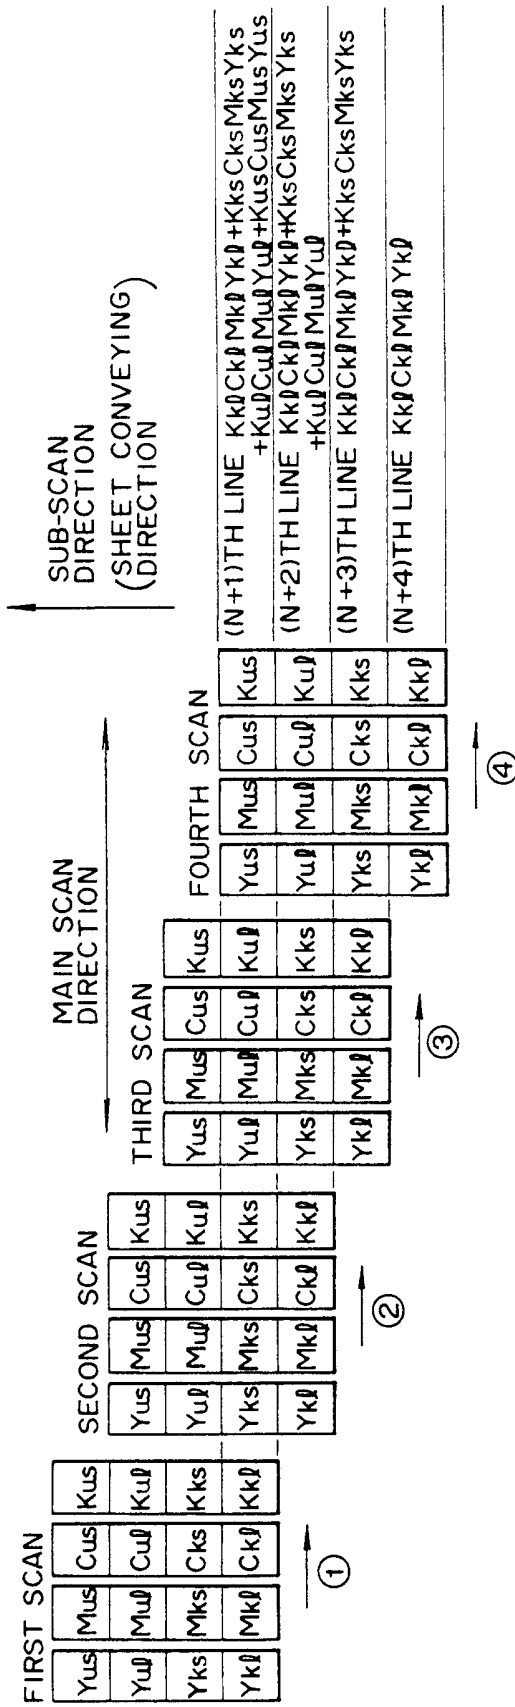 SUB-SCAN
DIRECTION
(SHEET CONVEYING
DIRECTION)
MAIN SCAN
DIRECTION
FIRST SCAN
Yus Mus Cus Kus
Yul Mul Cul Kul
Yks Mks Cks Kks
Ykl Mkl Ckl Kkl
①
SECOND SCAN
Yus Mus Cus Kus
Yul Mul Cul Kul
Yks Mks Cks Kks
Ykl Mkl Ckl Kkl
②
THIRD SCAN
Yus Mus Cus Kus
Yul Mul Cul Kul
Yks Mks Cks Kks
Ykl Mkl Ckl Kkl
③
FOURTH SCAN
Yus Mus Cus Kus
Yul Mul Cul Kul
Yks Mks Cks Kks
Ykl Mkl Ckl Kkl
④
(N+1)TH LINE KklCklMklYkl+KksCksMksYks
+KulCulMulYul+KusCusMusYus
(N+2)TH LINE KklCklMklYkl+KksCksMksYks
+KulCulMulYul
(N+3)TH LINE KklCklMklYkl+KksCksMksYks
(N+4)TH LINE KklCklMklYkl